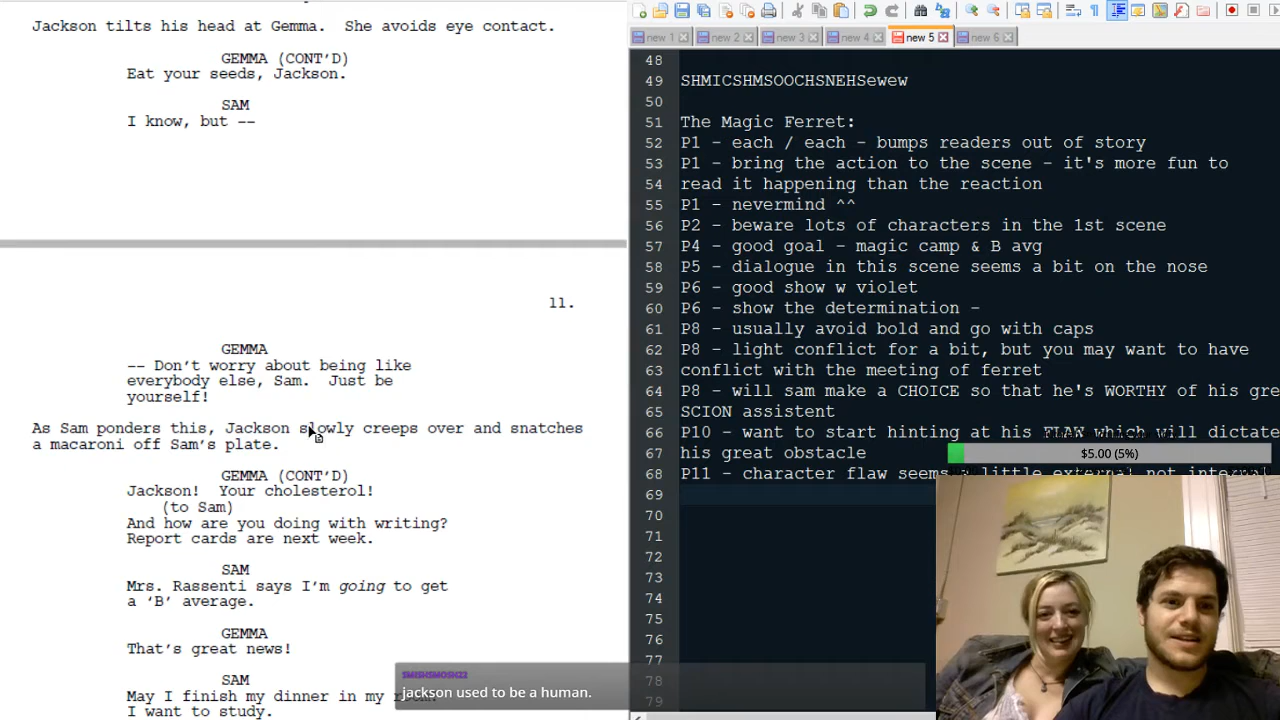 Jackson tilts his head at Gemma.  She avoids eye contact.
GEMMA (CONT'D)
Eat your seeds, Jackson.
SAM
I know, but --
11.
GEMMA
-- Don't worry about being like
everybody else, Sam.  Just be
yourself!
As Sam ponders this, Jackson slowly creeps over and snatches
a macaroni off Sam's plate.
GEMMA (CONT'D)
Jackson!  Your cholesterol!
(to Sam)
And how are you doing with writing?
Report cards are next week.
SAM
Mrs. Rassenti says I'm going to get
a 'B' average.
GEMMA
That's great news!
SAM
May I finish my dinner in my
I want to study.
SMISHSMOSH22
jackson used to be a human.
new 1
new 2
new 3
new 4
new 5
new 6
48
49 SHMICSHMSOOCHSNEHSewew
50
51 The Magic Ferret:
52 P1 - each / each - bumps readers out of story
53 P1 - bring the action to the scene - it's more fun to
54 read it happening than the reaction
55 P1 - nevermind ^^
56 P2 - beware lots of characters in the 1st scene
57 P4 - good goal - magic camp & B avg
58 P5 - dialogue in this scene seems a bit on the nose
59 P6 - good show w violet
60 P6 - show the determination -
61 P8 - usually avoid bold and go with caps
62 P8 - light conflict for a bit, but you may want to have
63 conflict with the meeting of ferret
64 P8 - will sam make a CHOICE so that he's WORTHY of his gre
65 SCION assistent
66 P10 - want to start hinting at his FLAW which will dictate
67 his great obstacle
68 P11 - character flaw seems a little external not
69
70
71
72
73
74
75
76
77
78
79
$5.00 (5%)